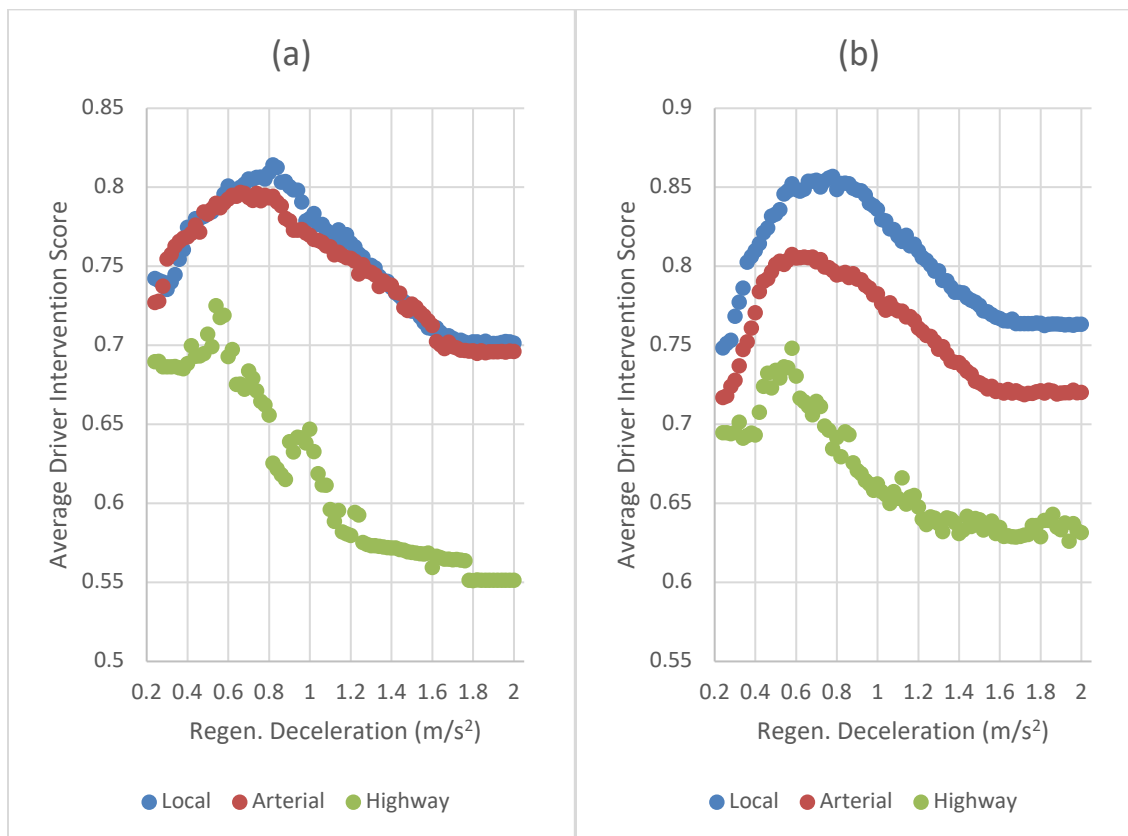 (a)
0.85
0.8
0.75
0.7
0.65
0.6
0.55
0.5
Average Driver Intervention Score
0.2 0.4 0.6 0.8 1 1.2 1.4 1.6 1.8 2
Regen. Deceleration (m/s²)
Local Arterial Highway
(b)
0.9
0.85
0.8
0.75
0.7
0.65
0.6
0.55
Average Driver Intervention Score
0.2 0.4 0.6 0.8 1 1.2 1.4 1.6 1.8 2
Regen. Deceleration (m/s²)
Local Arterial Highway